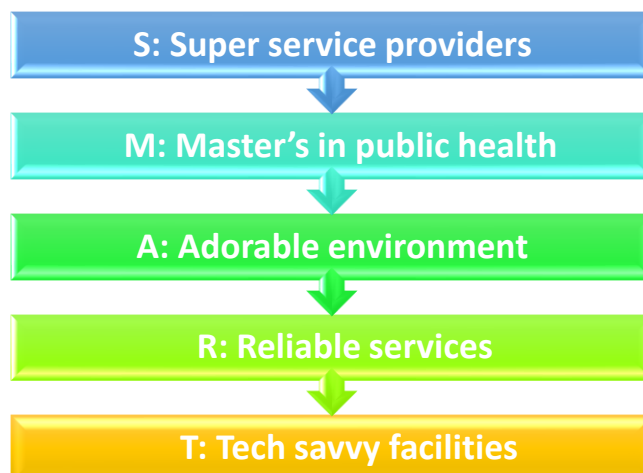 S: Super service providers
M: Master’s in public health
A: Adorable environment
R: Reliable services
T: Tech savvy facilities